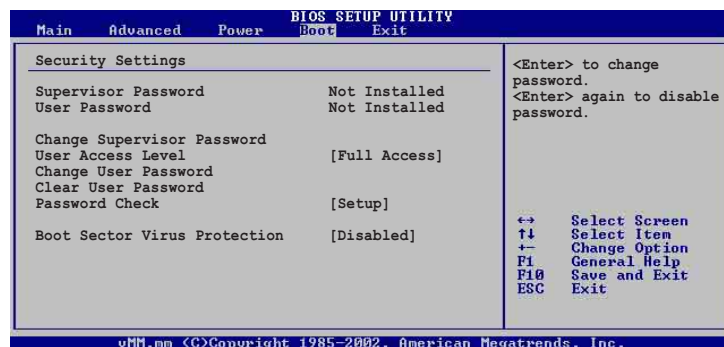 BIOS SETUP UTILITY
Main Advanced Power Boot Exit
Security Settings
Supervisor Password Not Installed
User Password Not Installed
Change Supervisor Password
User Access Level [Full Access]
Change User Password
Clear User Password
Password Check [Setup]
Boot Sector Virus Protection [Disabled]
<Enter> to change
password.
<Enter> again to disable
password.
←→ Select Screen
↑↓ Select Item
+- Change Option
F1 General Help
F10 Save and Exit
ESC Exit
vMM.mm (C)Copyright 1985-2002, American Megatrends, Inc.